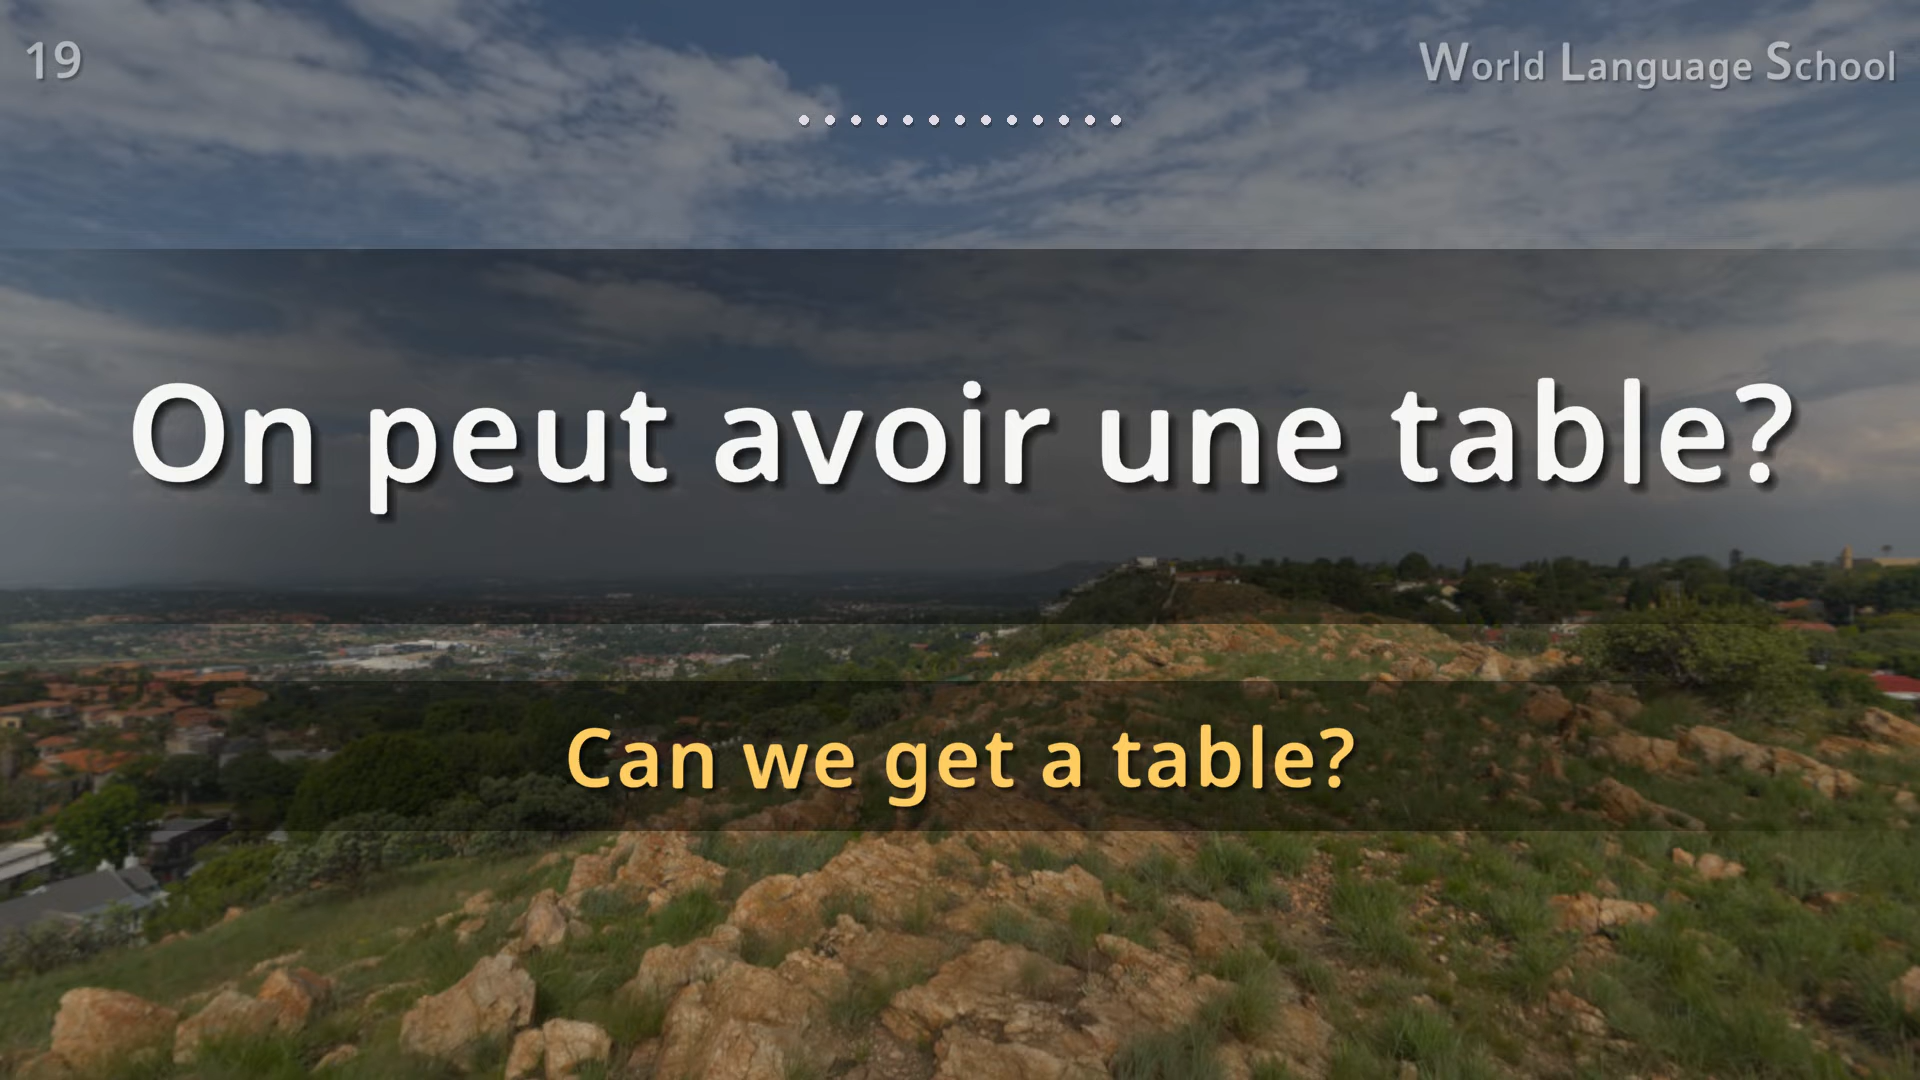 19
World Language School
On peut avoir une table?
Can we get a table?